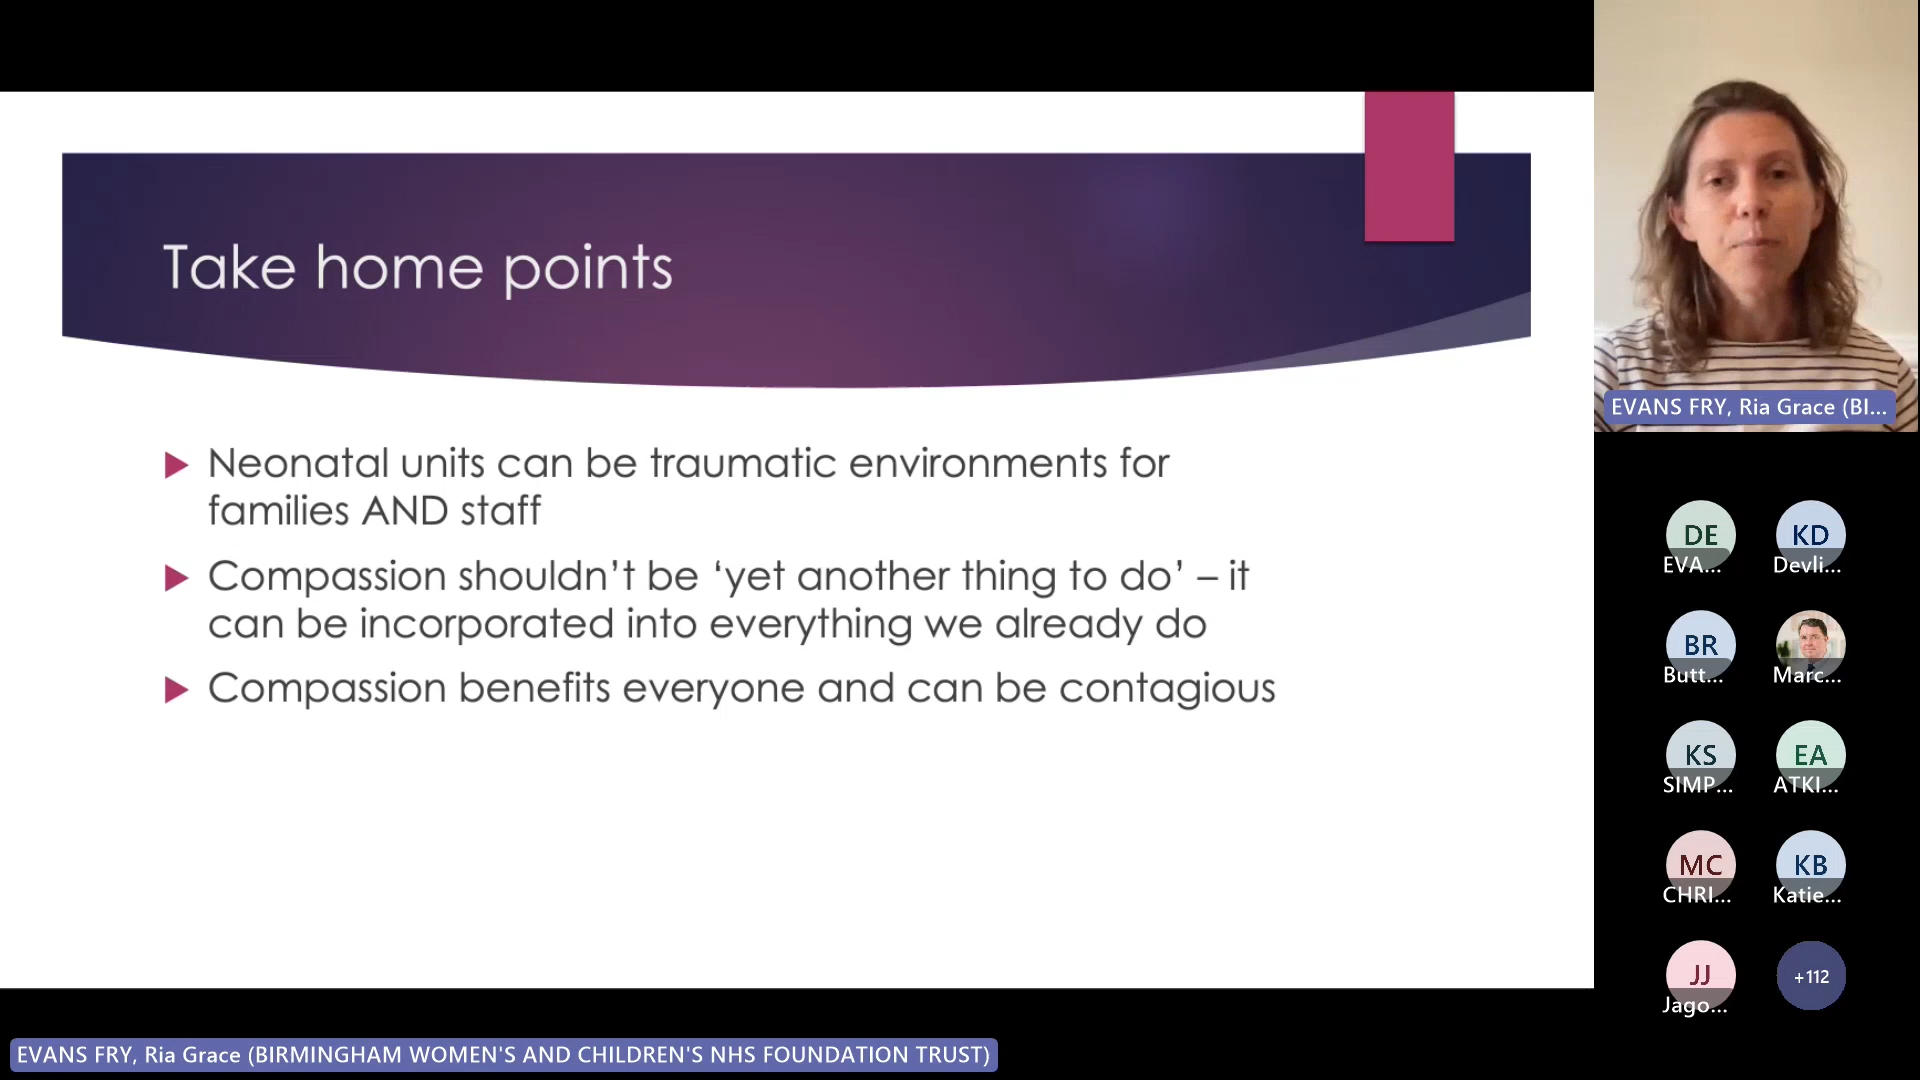 Take home points
Neonatal units can be traumatic environments for
families AND staff
Compassion shouldn’t be ‘yet another thing to do’ – it
can be incorporated into everything we already do
Compassion benefits everyone and can be contagious
EVANS FRY, Ria Grace (BI...
DE
EVA...
KD
Devli...
BR
Butt...
Marc...
KS
SIMP...
EA
ATKI...
MC
CHRI...
KB
Katie...
JJ
Jago...
+112
EVANS FRY, Ria Grace (BIRMINGHAM WOMEN'S AND CHILDREN'S NHS FOUNDATION TRUST)